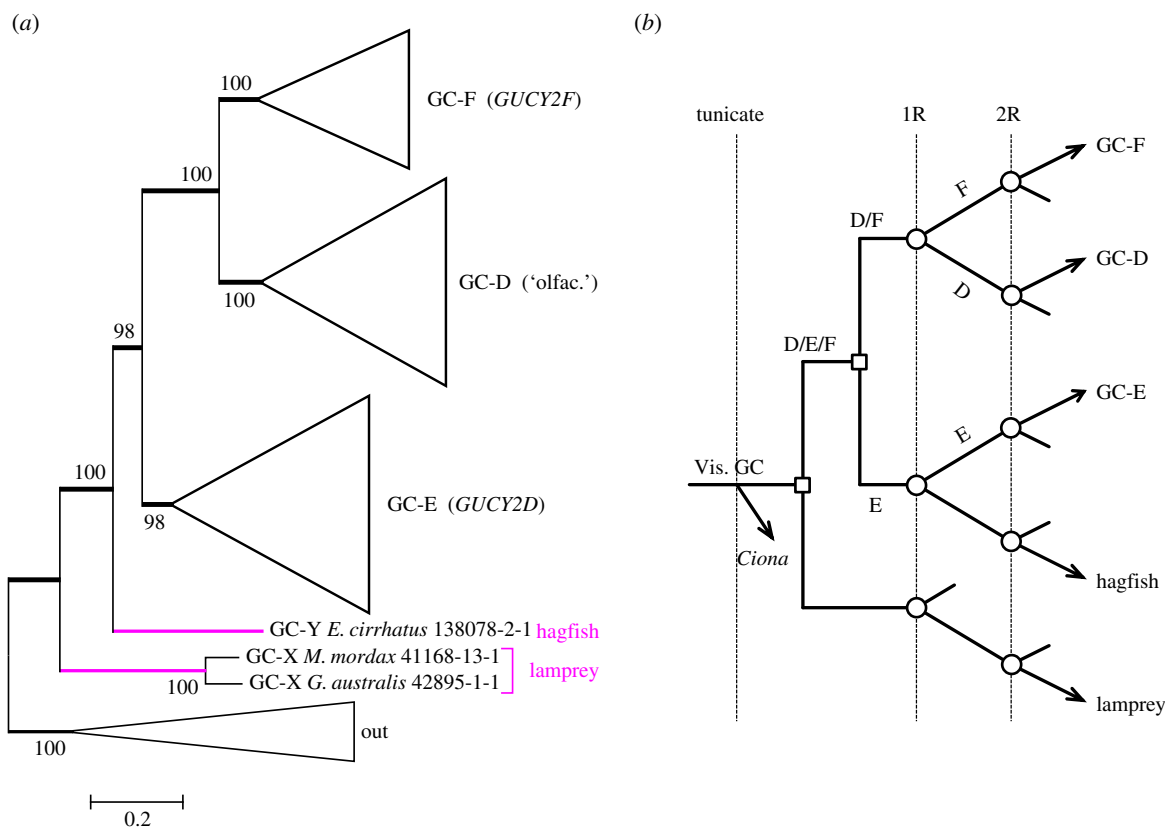 (a)
100
GC-F (GUCY2F)
100
GC-D ('olfac.')
100
98
GC-E (GUCY2D)
98
100
GC-Y E. cirrhatus 138078-2-1 hagfish
GC-X M. mordax 41168-13-1
GC-X G. australis 42895-1-1
lamprey
100
out
100
0.2
(b)
tunicate
1R
2R
GC-F
F
D/F
GC-D
D
D/E/F
GC-E
E
Vis. GC
E
Ciona
hagfish
lamprey